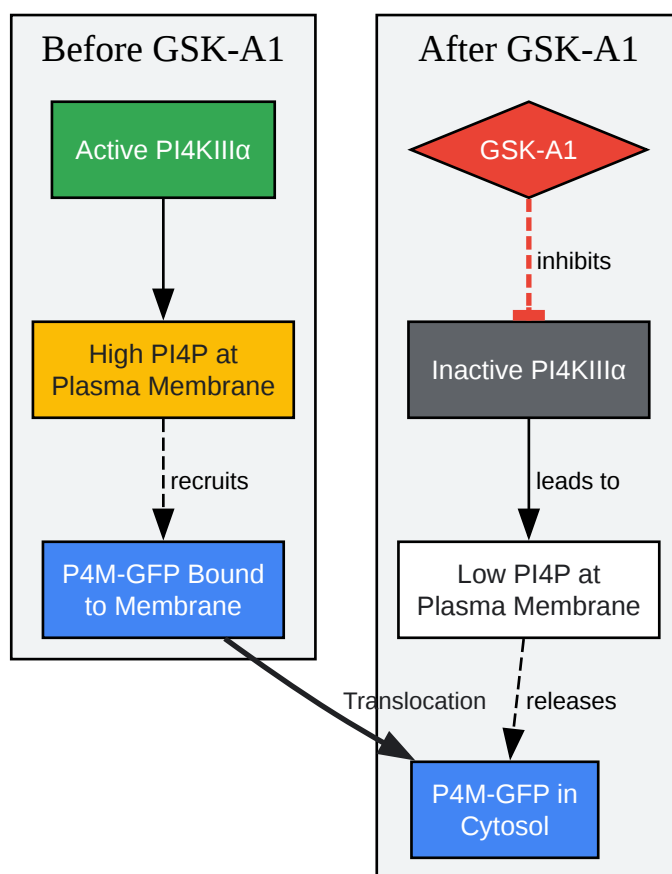 Before GSK-A1
Active PI4KIIIα
High PI4P at
Plasma Membrane
recruits
P4M-GFP Bound
to Membrane
After GSK-A1
GSK-A1
inhibits
Inactive PI4KIIIα
leads to
Low PI4P at
Plasma Membrane
Translocation
releases
P4M-GFP in
Cytosol